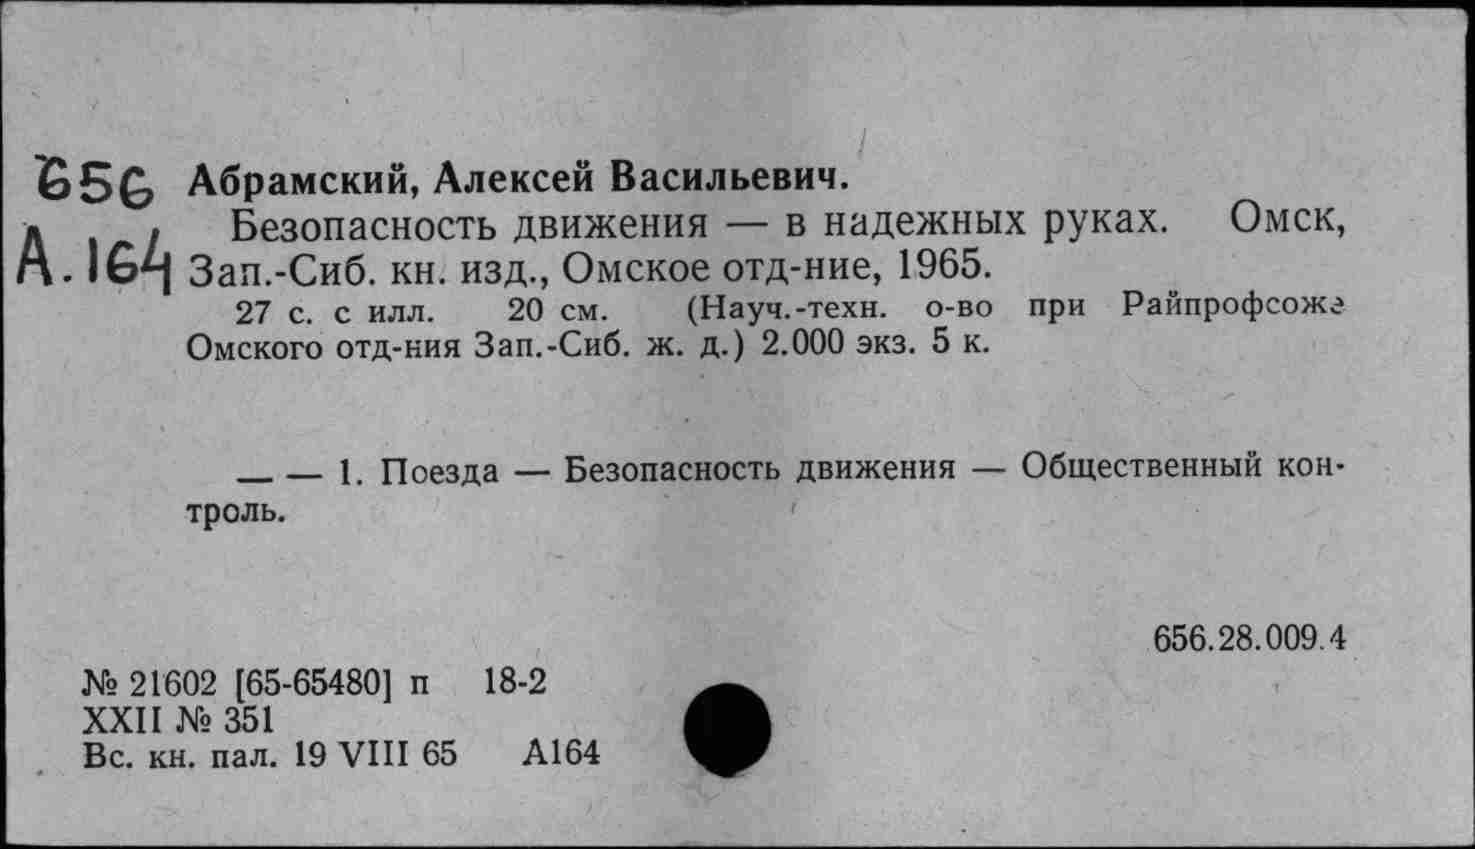 656 Абрамский, Алексей Васильевич.
Безопасность движения — в надежных руках. Омск,
А.164 Зап.-Сиб. кн. изд., Омское отд-ние, 1965.
27 с. с илл. 20 см. (Науч.-техн. о-во при Райпрофсоже
Омского отд-ния Зап.-Сиб. ж. д.) 2.000 экз. 5 к.
— — 1. Поезда — Безопасность движения — Общественный кон-
троль.
656.28.009.4
№ 21602 [65-65480] п 18-2
XXII № 351
Вс. кн. пал. 19 VIII 65 А164